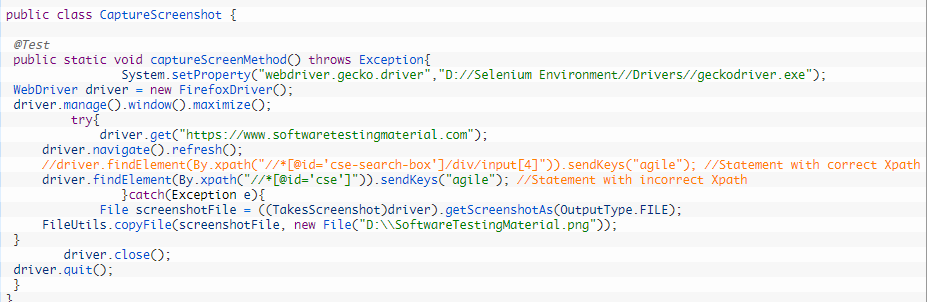 public class CaptureScreenshot {
@Test
public static void captureScreenMethod() throws Exception{
System.setProperty("webdriver.gecko.driver","D://Selenium Environment//Drivers//geckodriver.exe");
WebDriver driver = new FirefoxDriver();
driver.manage().window().maximize();
try{
driver.get("https://www.softwaretestingmaterial.com");
driver.navigate().refresh();
//driver.findElement(By.xpath("//*[@id='cse-search-box']/div/input[4]")).sendKeys("agile"); //Statement with correct Xpath
driver.findElement(By.xpath("//*[@id='cse']")).sendKeys("agile"); //Statement with incorrect Xpath
}catch(Exception e){
File screenshotFile = ((TakesScreenshot)driver).getScreenshotAs(OutputType.FILE);
FileUtils.copyFile(screenshotFile, new File("D:\\SoftwareTestingMaterial.png"));
}
driver.close();
driver.quit();
}
}